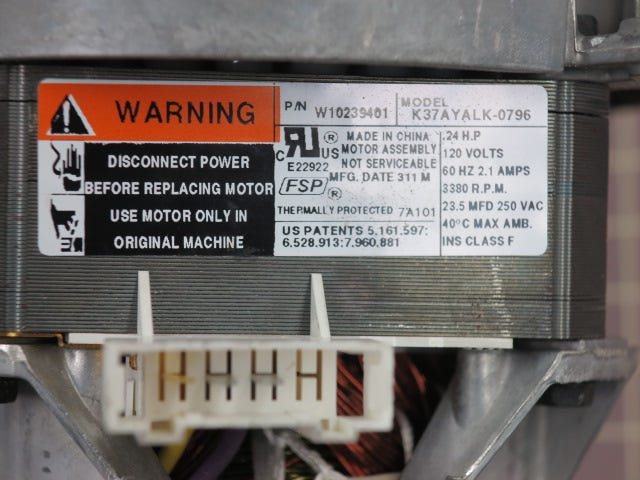 WARNING
DISCONNECT POWER
BEFORE REPLACING MOTOR
USE MOTOR ONLY IN
ORIGINAL MACHINE
P/N W10239401
MODEL
K37AYALK-0796
C RU US ®
E22922
FSP ®
MADE IN CHINA
MOTOR ASSEMBLY
NOT SERVICEABLE
MFG. DATE 311 M
THERMALLY PROTECTED 7A101
US PATENTS 5,161,597;
6,528,913;7,960,881
.24 H.P
120 VOLTS
60 HZ 2.1 AMPS
3380 R.P.M.
23.5 MFD 250 VAC
40°C MAX AMB.
INS CLASS F